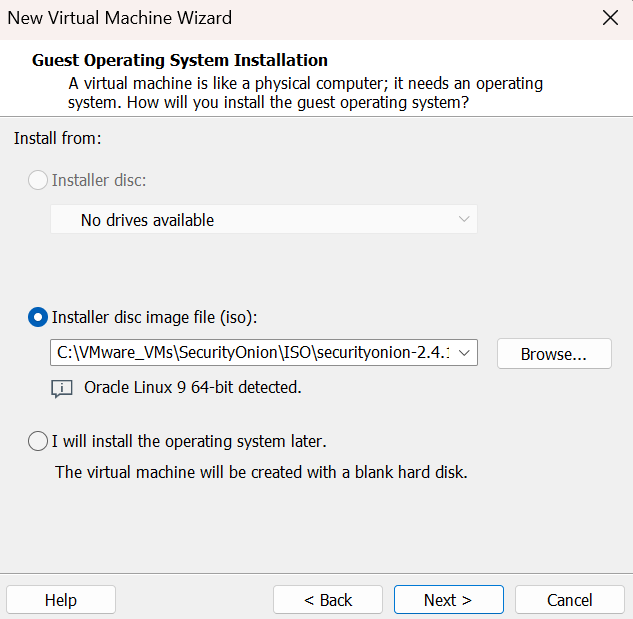 New Virtual Machine Wizard
Guest Operating System Installation
A virtual machine is like a physical computer; it needs an operating
system. How will you install the guest operating system?
Install from:
Installer disc:
No drives available
Installer disc image file (iso):
C:\VMware_VMs\SecurityOnion\ISO\securityonion-2.4.1
Browse...
Oracle Linux 9 64-bit detected.
I will install the operating system later.
The virtual machine will be created with a blank hard disk.
Help
< Back
Next >
Cancel